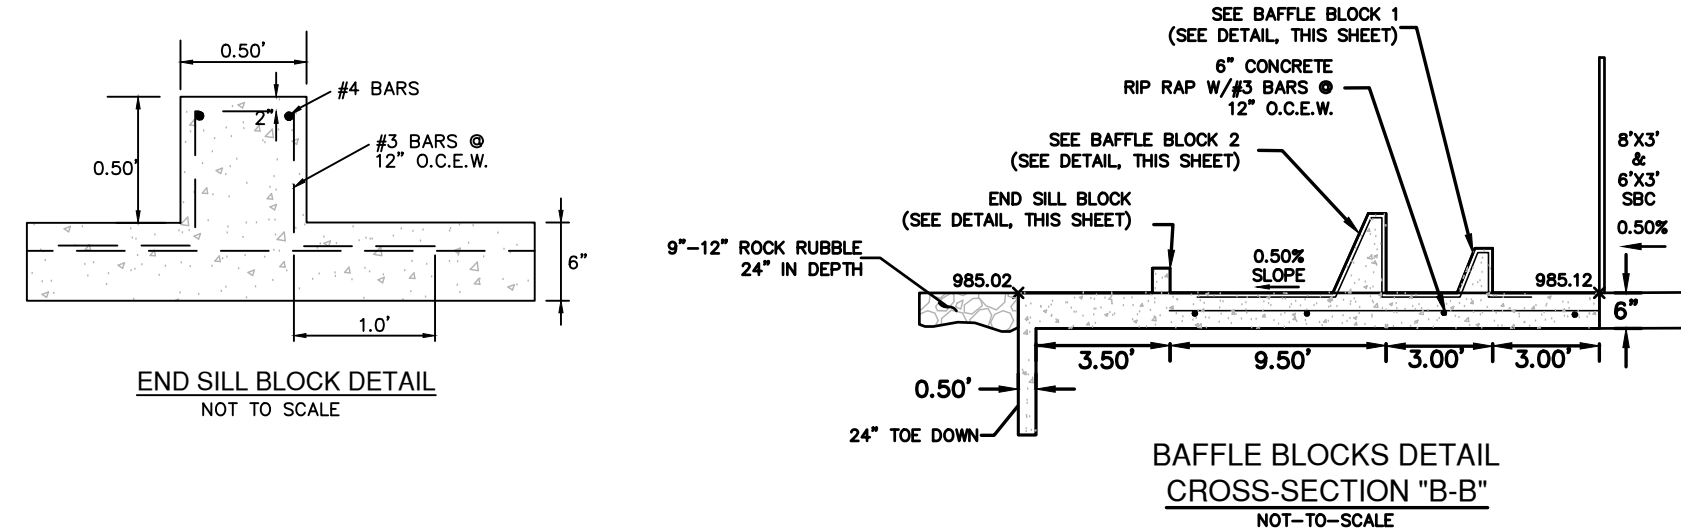 0.50'
#4 BARS
2"
0.50'
#3 BARS @
12" O.C.E.W.
6"
1.0'
END SILL BLOCK DETAIL
NOT TO SCALE
SEE BAFFLE BLOCK 1
(SEE DETAIL, THIS SHEET)
6" CONCRETE
RIP RAP W/#3 BARS @
12" O.C.E.W.
SEE BAFFLE BLOCK 2
(SEE DETAIL, THIS SHEET)
8'X3'
&
6'X3'
SBC
0.50%
END SILL BLOCK
(SEE DETAIL, THIS SHEET)
9"-12" ROCK RUBBLE
24" IN DEPTH
0.50%
SLOPE
985.02
985.12
6"
3.50'
9.50'
3.00'
3.00'
0.50'
24" TOE DOWN
BAFFLE BLOCKS DETAIL
CROSS-SECTION "B-B"
NOT-TO-SCALE